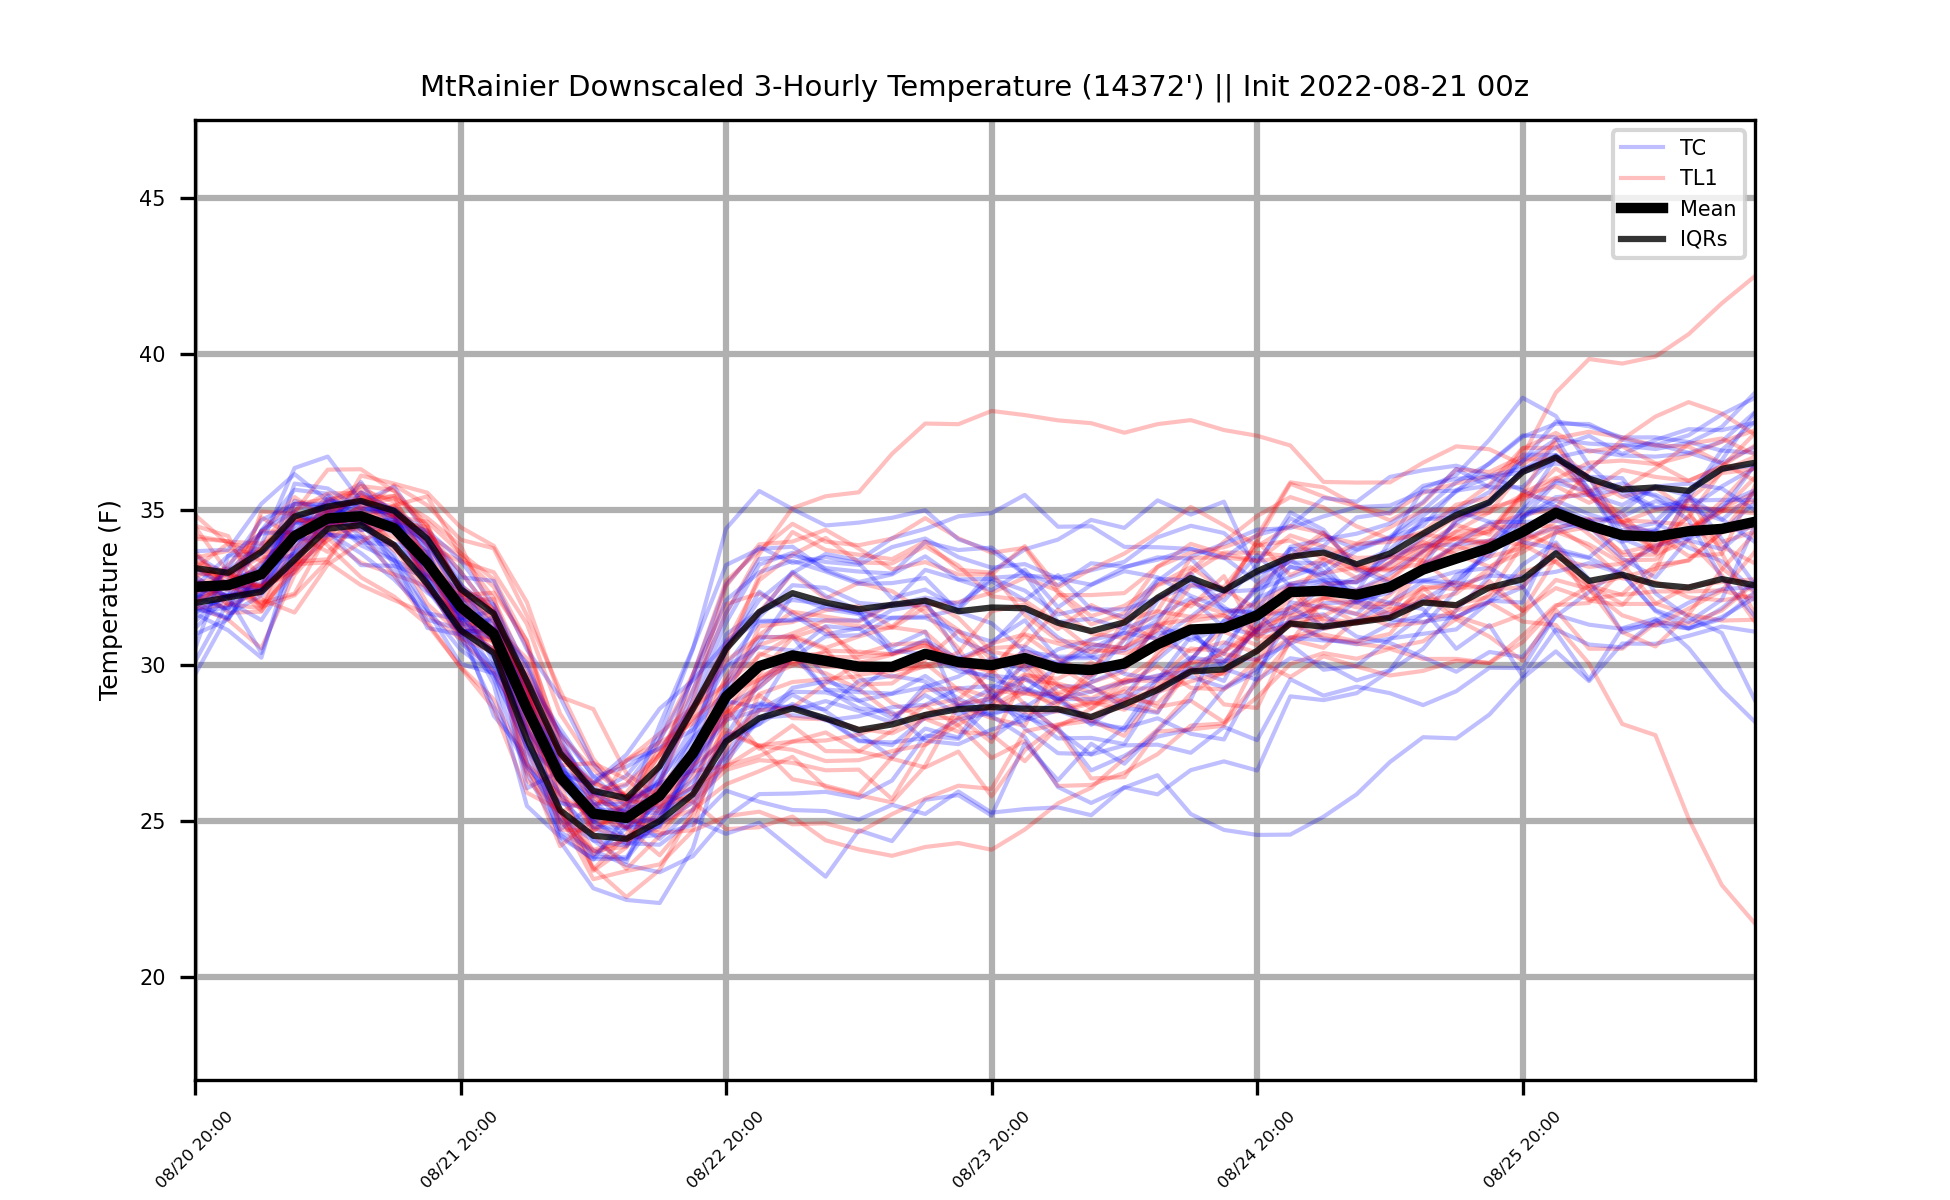 MtRainier Downscaled 3-Hourly Temperature (14372') || Init 2022-08-21 00z
TC
TL1
Mean
IQRs
Temperature (F)
45
40
35
30
25
20
08/20 20:00
08/21 20:00
08/22 20:00
08/23 20:00
08/24 20:00
08/25 20:00